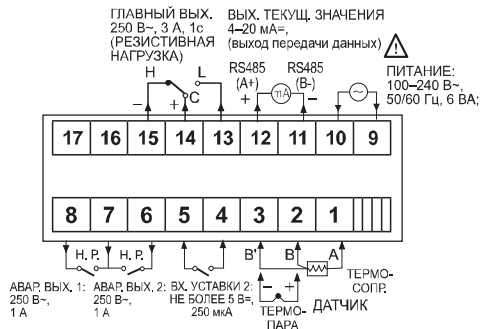 ГЛАВНЫЙ ВЫХ.
250 В~, 3 А, 1с
(РЕЗИСТИВНАЯ
НАГРУЗКА)
ВЫХ. ТЕКУЩ. ЗНАЧЕНИЯ
4–20 мА=,
(выход передачи данных)
ПИТАНИЕ:
100–240 В~,
50/60 Гц, 6 ВА;
H
L
C
– +
RS485
(A+)
RS485
(B-)
+ mA –
~
17 16 15 14 13 12 11 10 9
8 7 6 5 4 3 2 1
Н. Р.
Н. Р.
B' B A
АВАР. ВЫХ. 1:
250 В~,
1 А
АВАР. ВЫХ. 2:
250 В~,
1 А
ВХ. УСТАВКИ 2:
НЕ БОЛЕЕ 5 В=,
250 мкА
– +
ТЕРМО-
ПАРА
ДАТЧИК
ТЕРМО-
СОПР.